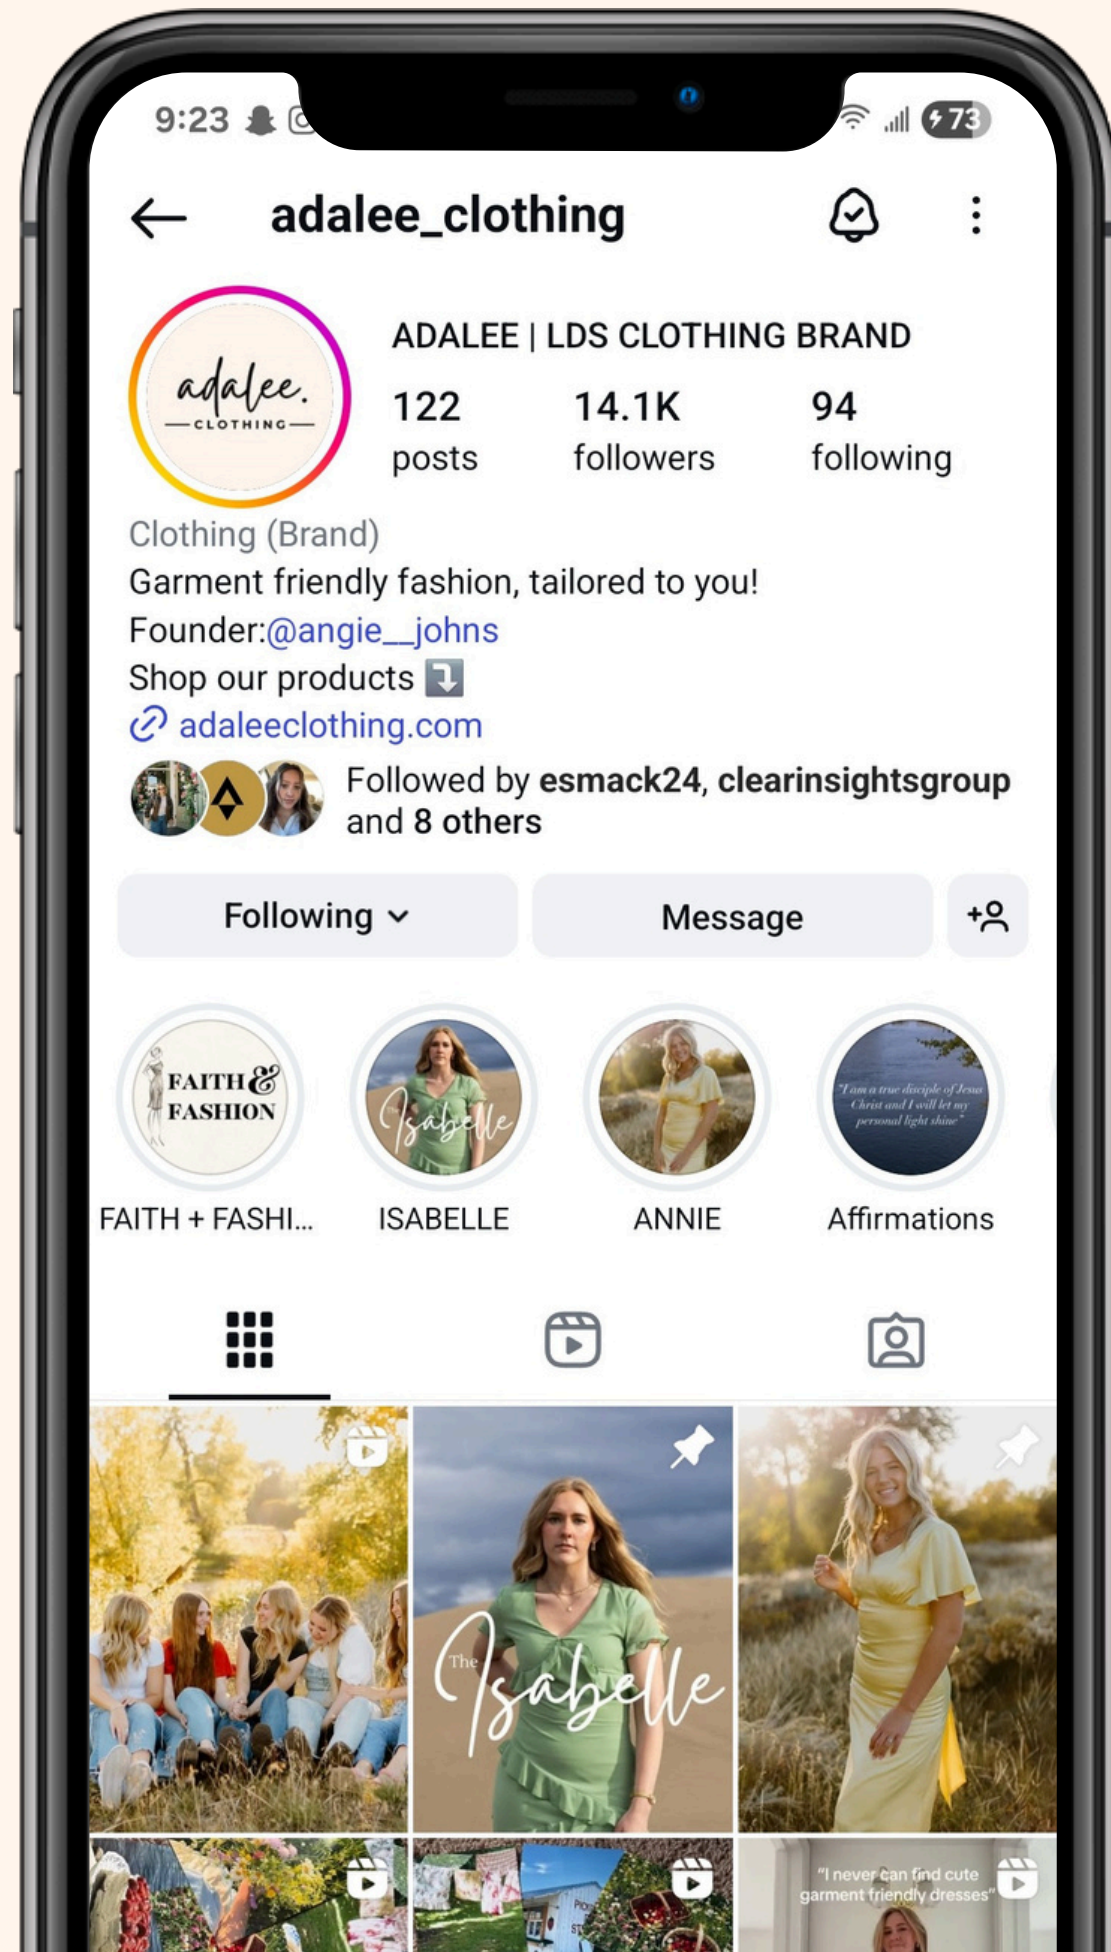 9:23
73
adalee_clothing
adalee.
CLOTHING
ADALEE | LDS CLOTHING BRAND
122 14.1K 94
posts followers following
Clothing (Brand)
Garment friendly fashion, tailored to you!
Founder:@angie__johns
Shop our products
adaleeclothing.com
Followed by esmack24, clearinsightsgroup
and 8 others
Following Message
FAITH &
FASHION
Isabelle
"I am a true disciple of Jesus
Christ and I will let my
personal light shine"
FAITH + FASHI... ISABELLE ANNIE Affirmations
The
Isabelle
"I never can find cute
garment friendly dresses"